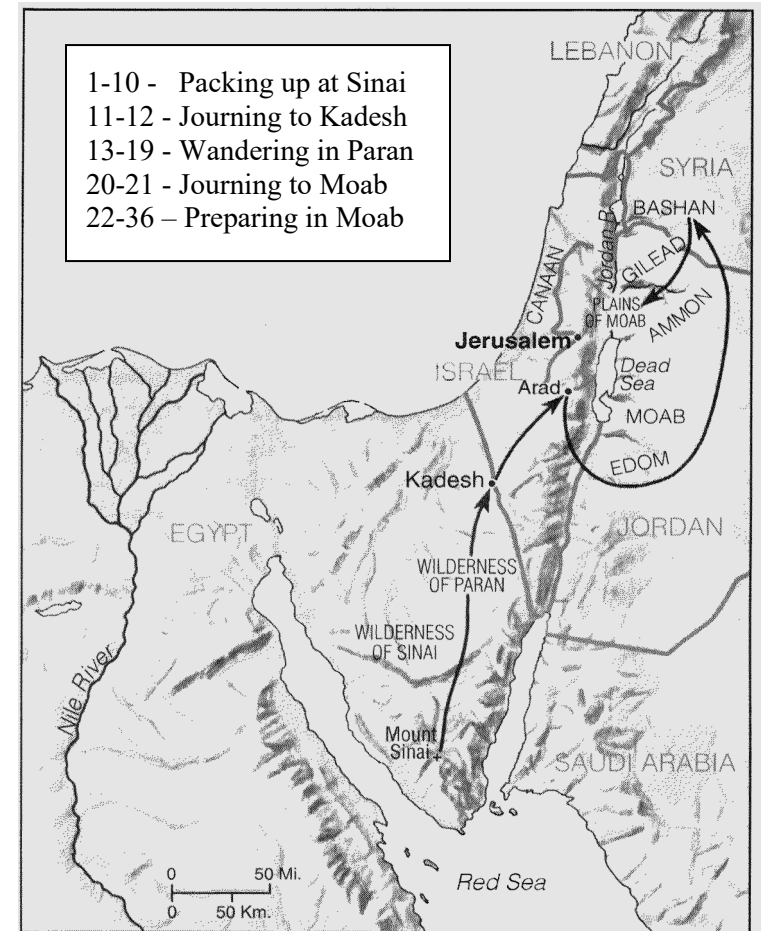 1-10 - Packing up at Sinai
11-12 - Journing to Kadesh
13-19 - Wandering in Paran
20-21 - Journing to Moab
22-36 – Preparing in Moab
LEBANON
SYRIA
BASHAN
Jordan R.
GILEAD
CANAAN
PLAINS
OF MOAB
AMMON
Jerusalem
ISRAEL
Dead
Sea
Arad
MOAB
EDOM
Kadesh
EGYPT
JORDAN
WILDERNESS
OF PARAN
WILDERNESS
OF SINAI
Nile River
Mount
Sinai
SAUDI ARABIA
Red Sea
0 50 Mi.
0 50 Km.